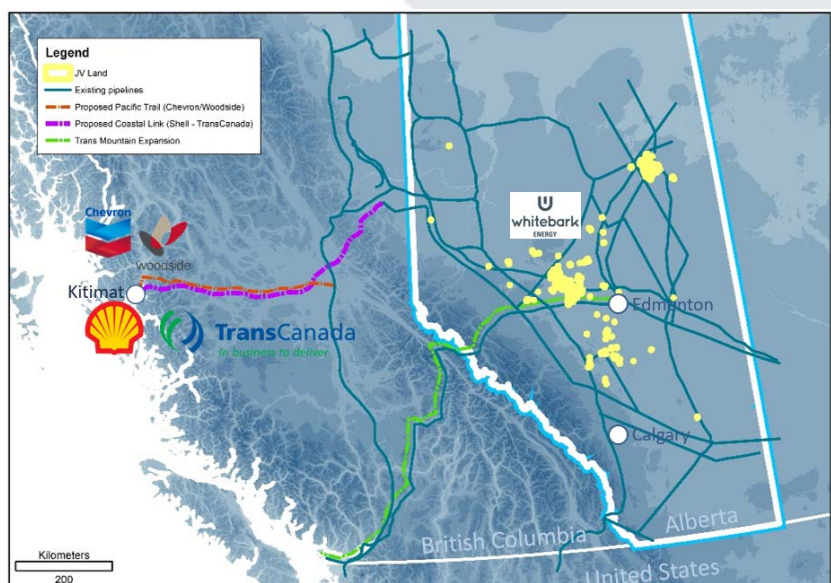 Legend
JV Land
Existing pipelines
Proposed Pacific Trail (Chevron/Woodside)
Proposed Coastal Link (Shell - TransCanada)
Trans Mountain Expansion
whitebark
ENERGY
Chevron
woodside
Kitimat
TransCanada
In business to deliver
Edmonton
Calgary
British Columbia
Alberta
United States
Kilometers
200